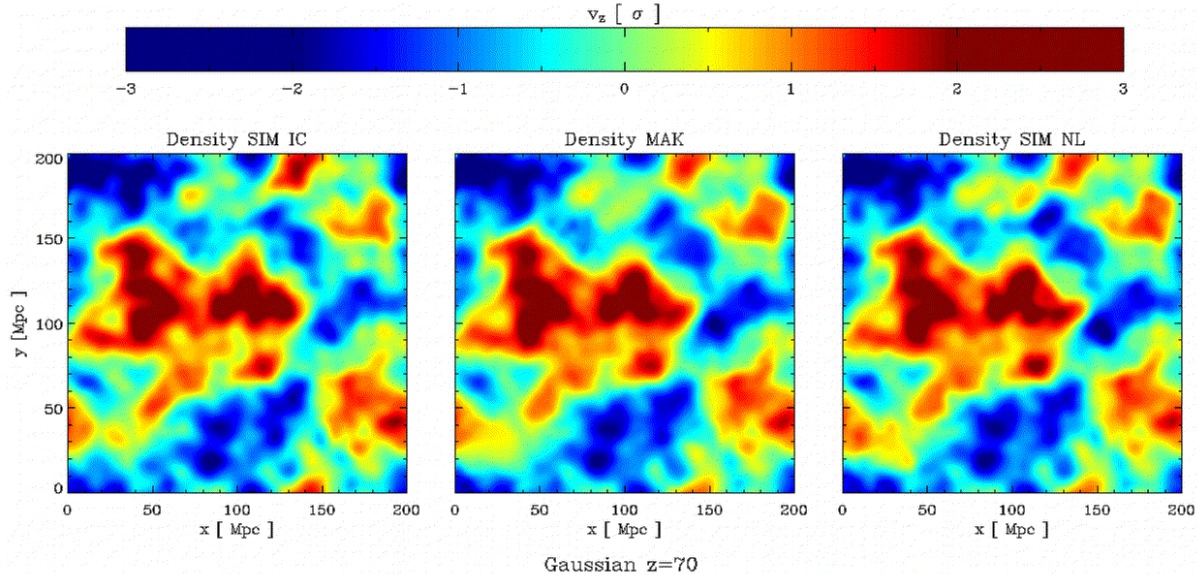 v_z [ σ ]
-3 -2 -1 0 1 2 3
Density SIM IC
Density MAK
Density SIM NL
200
150
100
50
0
y [Mpc ]
0 50 100 150 200
0 50 100 150 200
0 50 100 150 200
x [ Mpc ]
x [ Mpc ]
x [ Mpc ]
Gaussian z=70